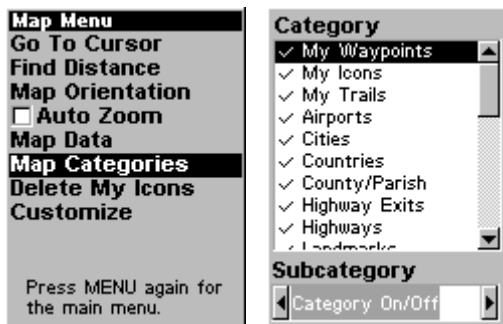 Map Menu
Go To Cursor
Find Distance
Map Orientation
Auto Zoom
Map Data
Map Categories
Delete My Icons
Customize
Press MENU again for
the main menu.
Category
My Waypoints
My Icons
My Trails
Airports
Cities
Countries
County/Parish
Highway Exits
Highways
Landmarks
Subcategory
Category On/Off